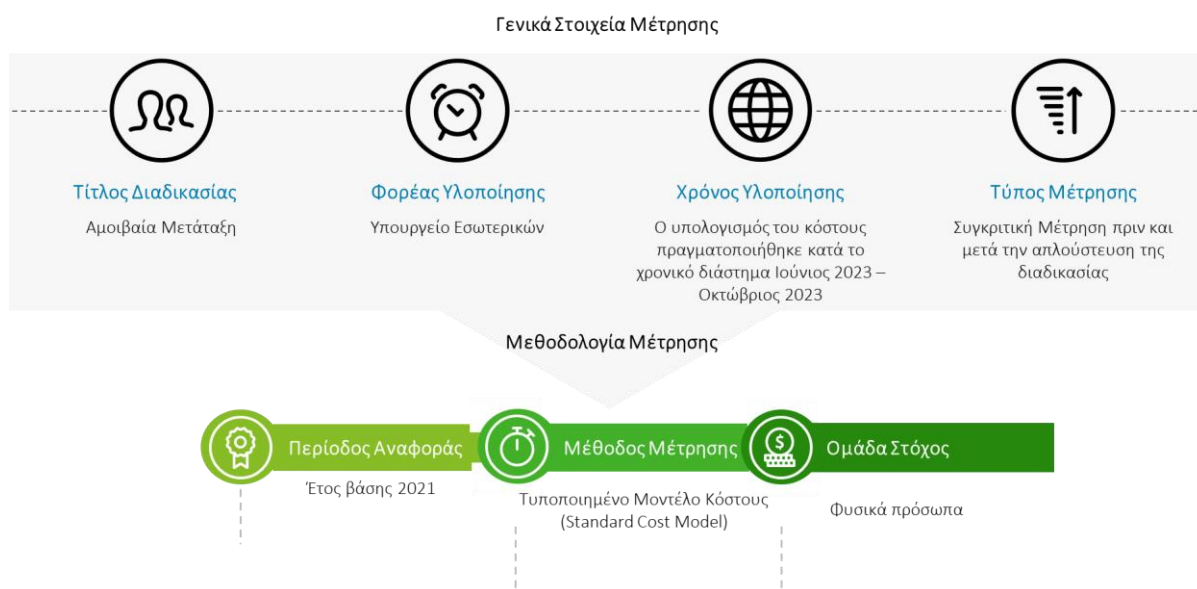 Γενικά Στοιχεία Μέτρησης
Τίτλος Διαδικασίας
Αμοιβαία Μετάταξη
Φορέας Υλοποίησης
Υπουργείο Εσωτερικών
Χρόνος Υλοποίησης
Ο υπολογισμός του κόστους
πραγματοποιήθηκε κατά το
χρονικό διάστημα Ιούνιος 2023 –
Οκτώβριος 2023
Τύπος Μέτρησης
Συγκριτική Μέτρηση πριν και
μετά την απλούστευση της
διαδικασίας
Μεθοδολογία Μέτρησης
Περίοδος Αναφοράς
Έτος βάσης 2021
Μέθοδος Μέτρησης
Τυποποιημένο Μοντέλο Κόστους
(Standard Cost Model)
$
Ομάδα Στόχος
Φυσικά πρόσωπα